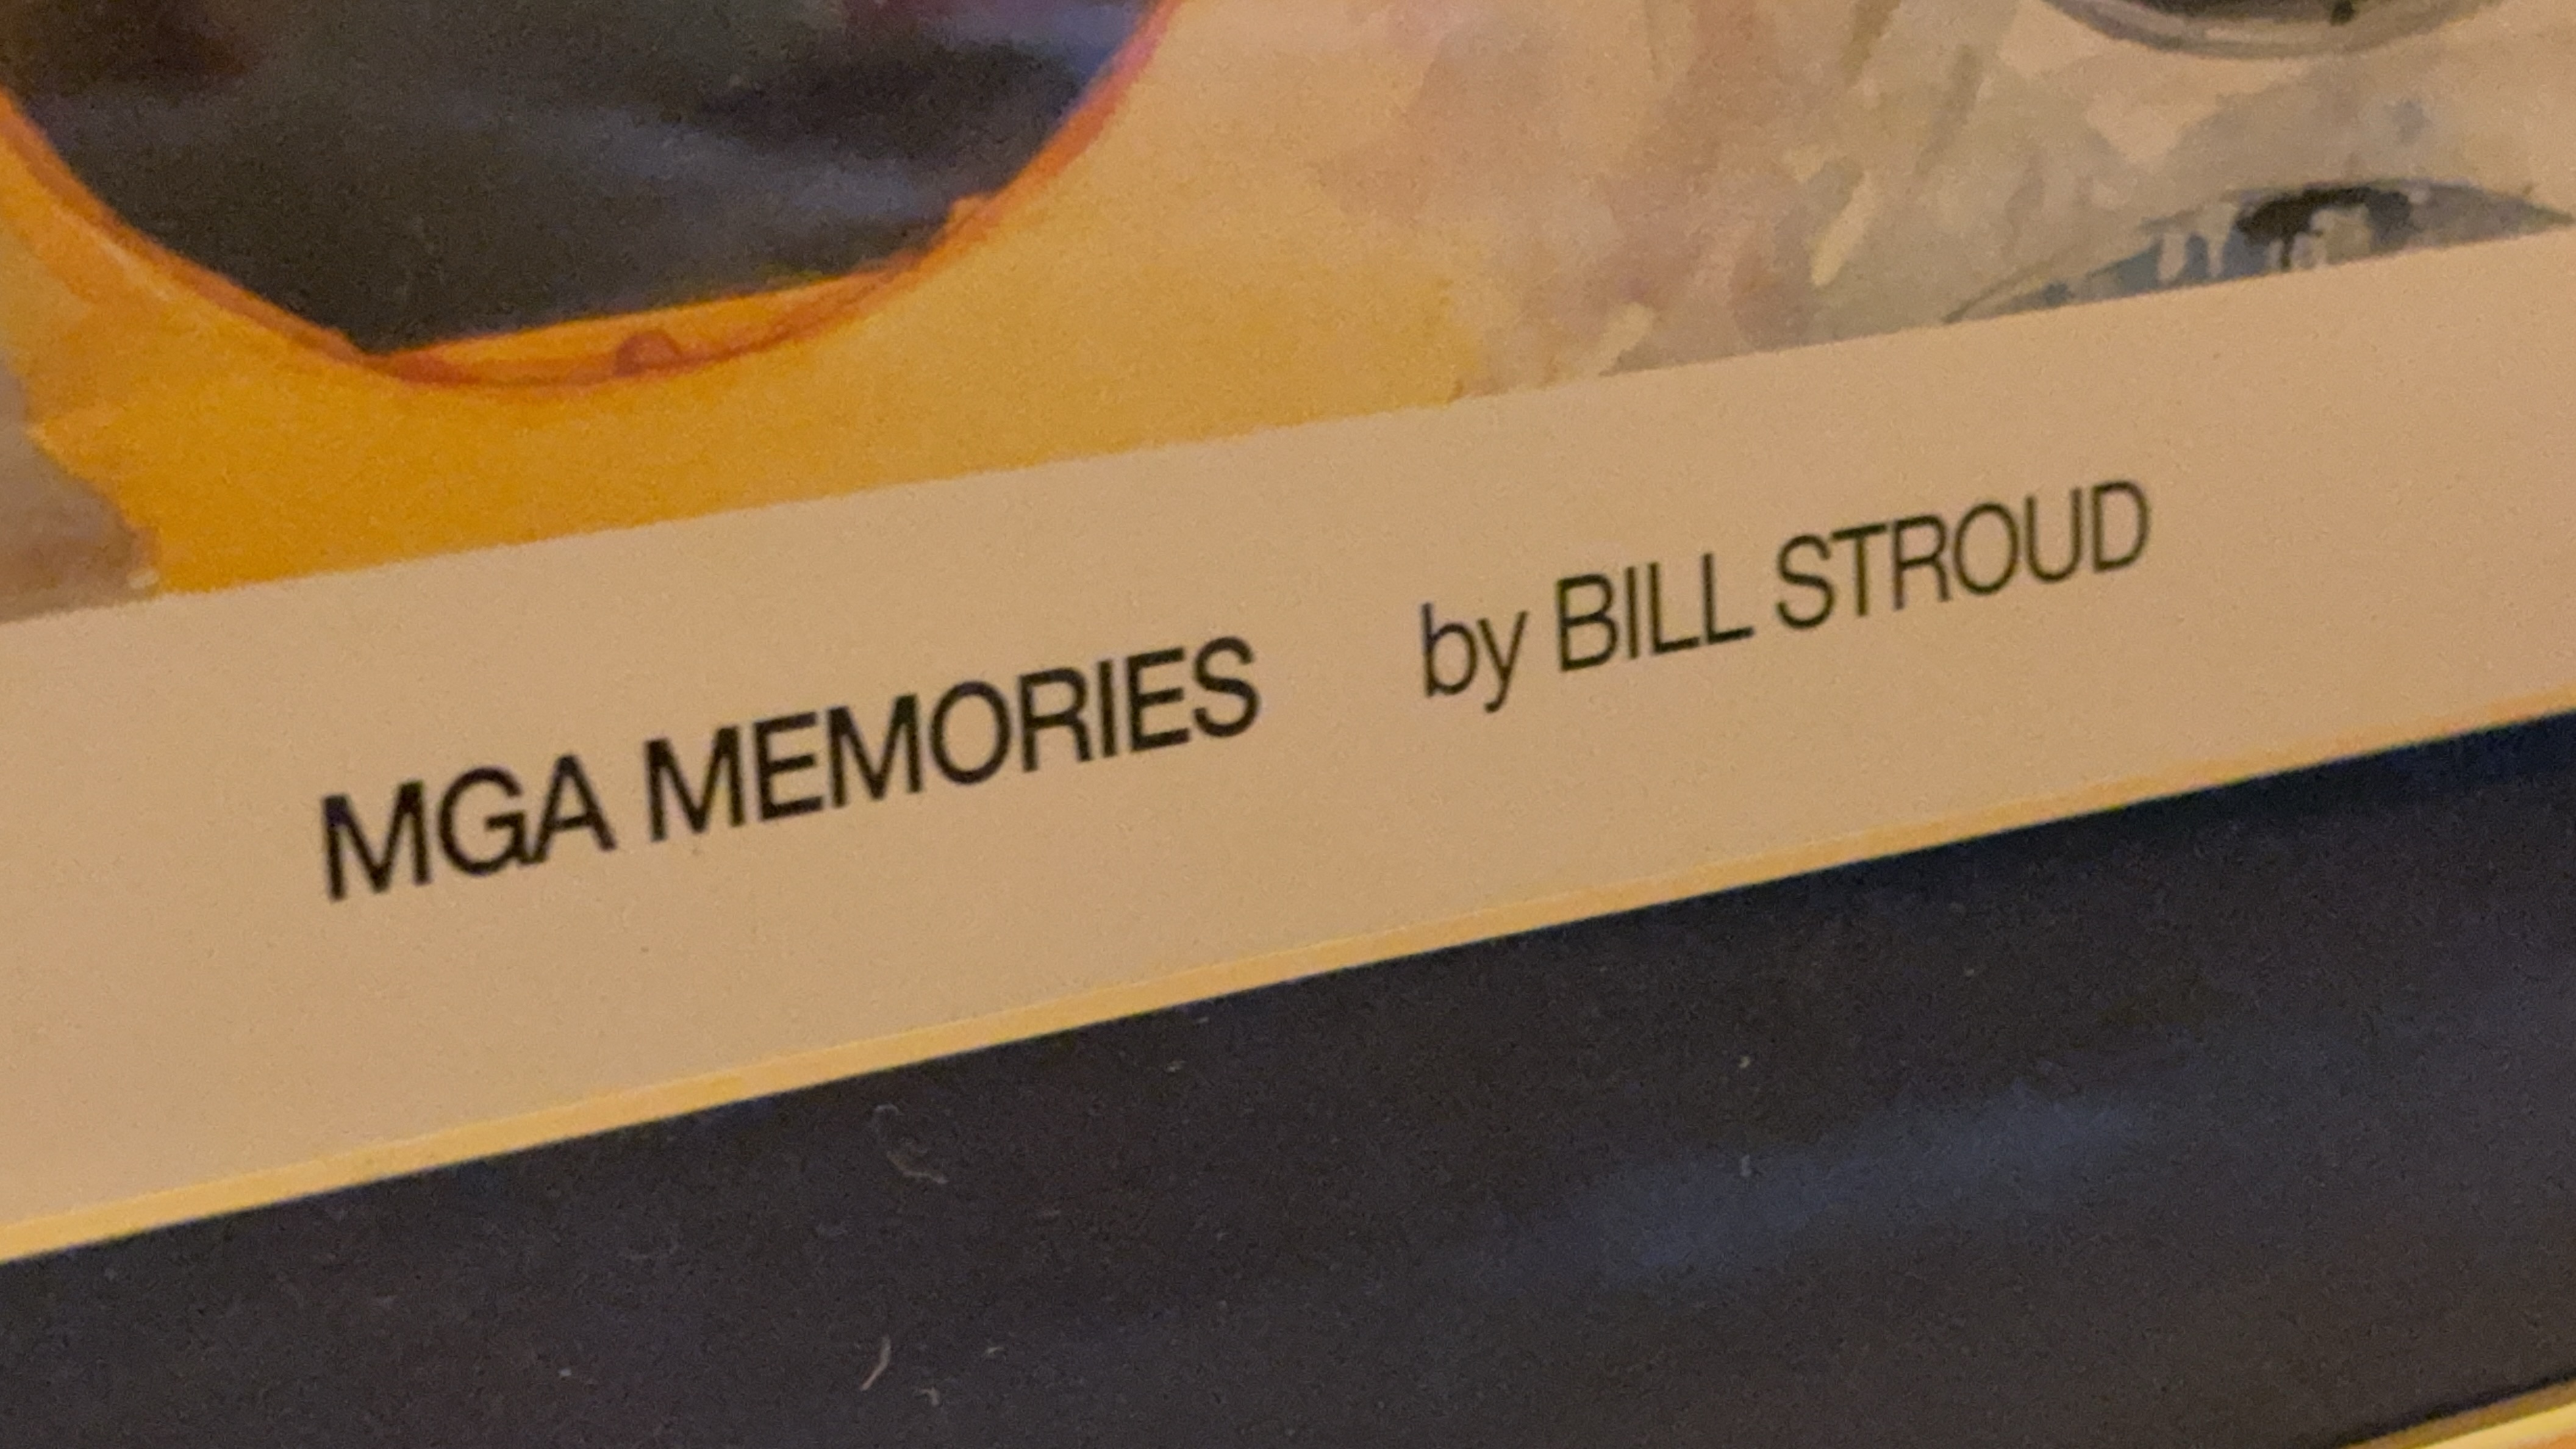 MGA MEMORIES by BILL STROUD